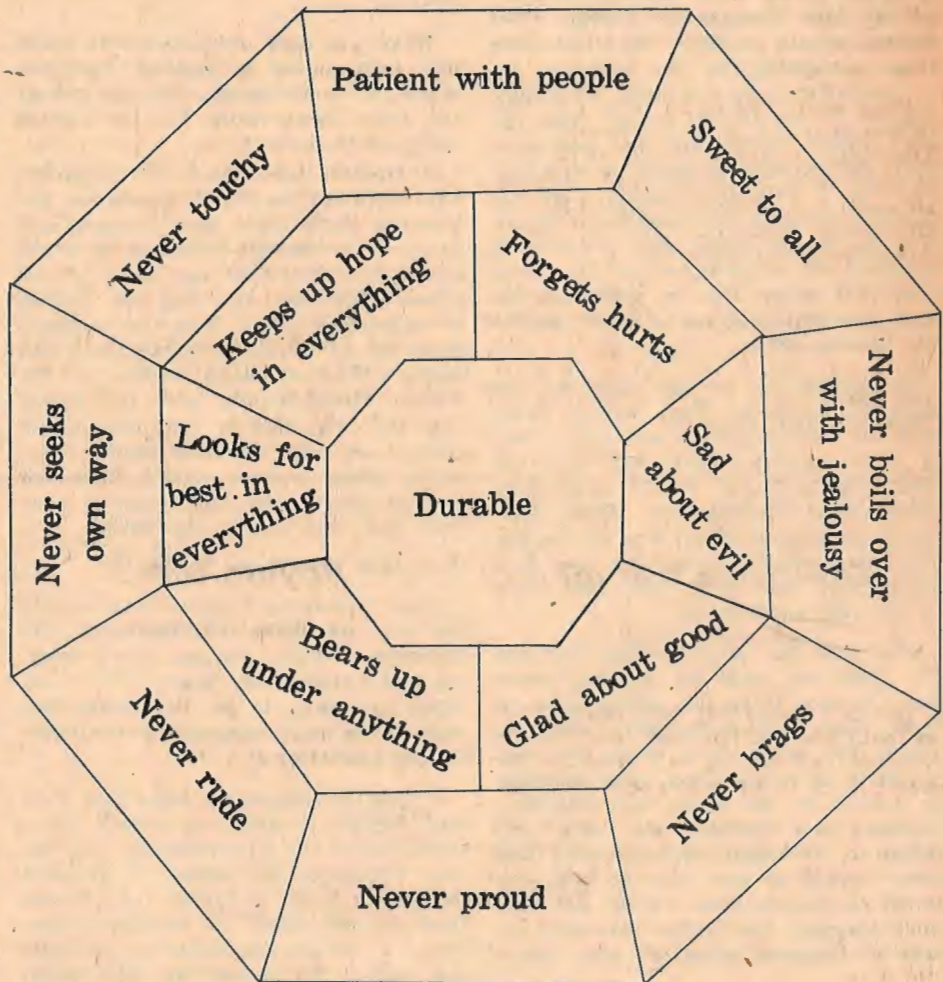 Patient with people
Sweet to all
Never boils over
with jealousy
Never brags
Never proud
Never rude
Never seeks
own way
Never touchy
Forgets hurts
Sad
about evil
Glad about good
Bears up
under anything
Looks for
best in
everything
Keeps up hope
in everything
Durable